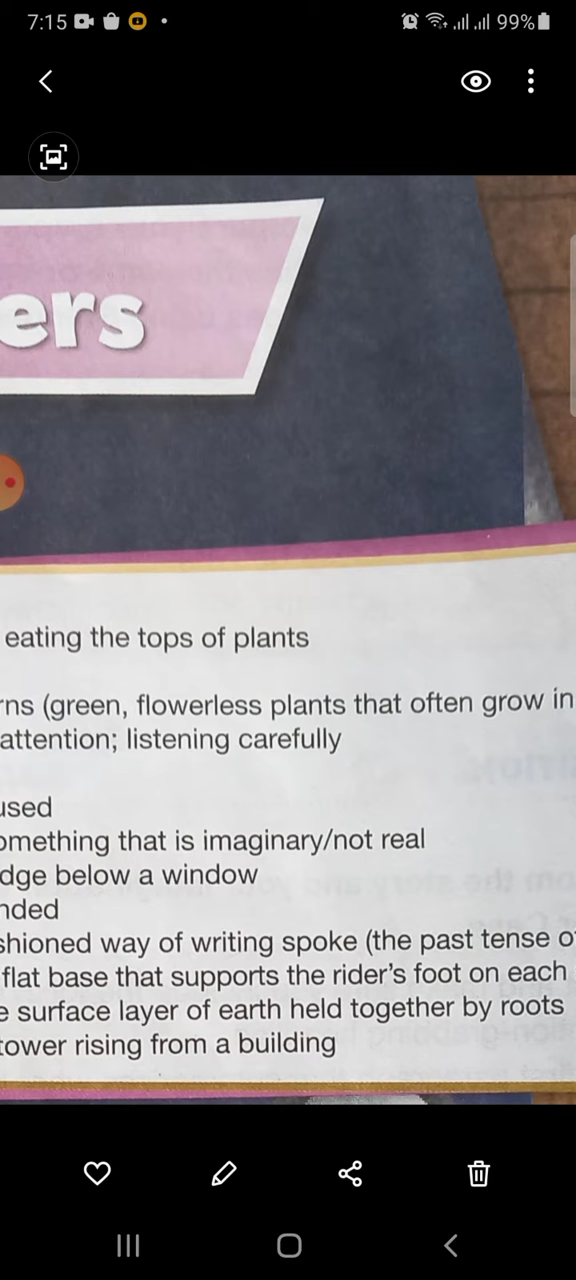 7:15 99%
ers
eating the tops of plants
rns (green, flowerless plants that often grow in
attention; listening carefully
used
omething that is imaginary/not real
dge below a window
nded
shioned way of writing spoke (the past tense of
flat base that supports the rider's foot on each
e surface layer of earth held together by roots
tower rising from a building